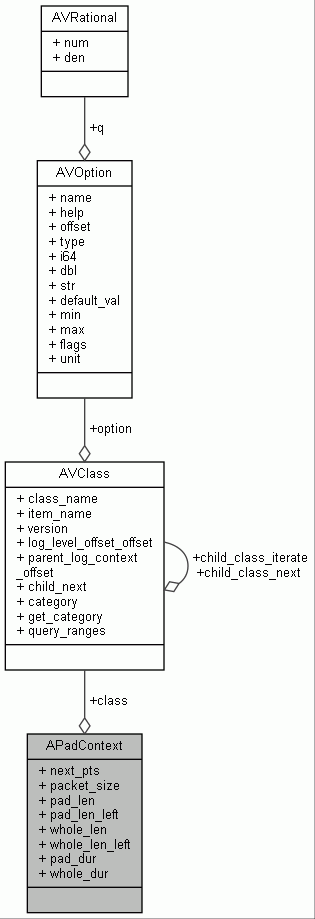 AVRational
+ num
+ den
+q
AVOption
+ name
+ help
+ offset
+ type
+ i64
+ dbl
+ str
+ default_val
+ min
+ max
+ flags
+ unit
+option
AVClass
+ class_name
+ item_name
+ version
+ log_level_offset_offset
+ parent_log_context
_offset
+ child_next
+ category
+ get_category
+ query_ranges
+child_class_iterate
+child_class_next
+class
APadContext
+ next_pts
+ packet_size
+ pad_len
+ pad_len_left
+ whole_len
+ whole_len_left
+ pad_dur
+ whole_dur